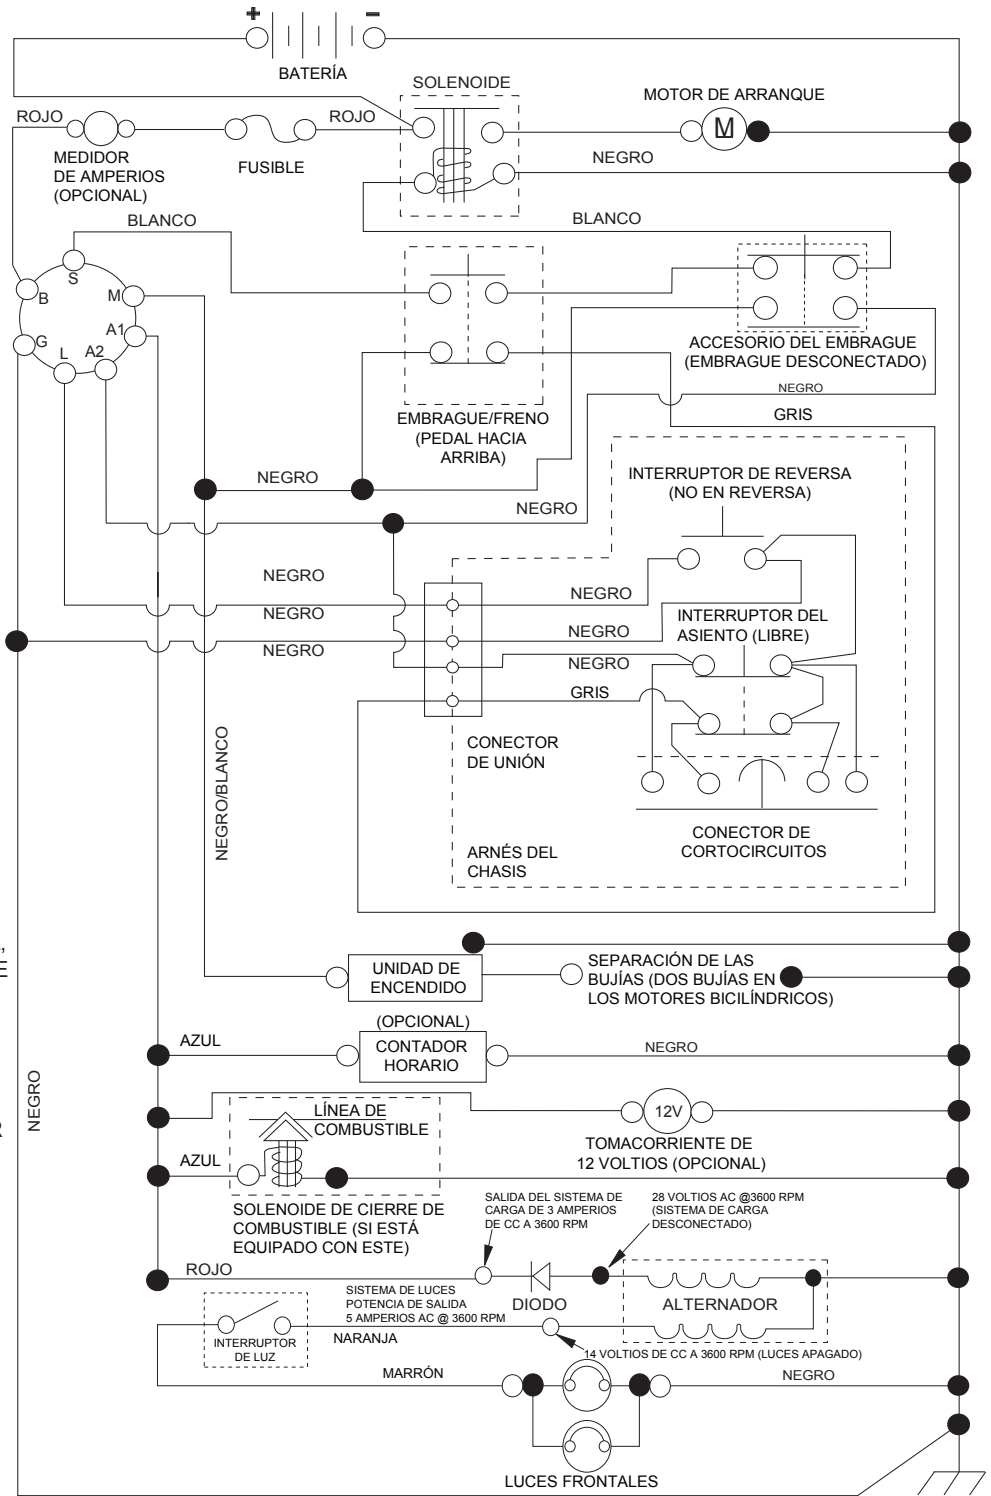 + –
BATERÍA
SOLENOIDE
MOTOR DE ARRANQUE
M
ROJO
ROJO
MEDIDOR
DE AMPERIOS
(OPCIONAL)
FUSIBLE
NEGRO
BLANCO
BLANCO
S
B
M
G
A1
L
A2
ACCESORIO DEL EMBRAGUE
(EMBRAGUE DESCONECTADO)
NEGRO
EMBRAGUE/FRENO
(PEDAL HACIA
ARRIBA)
GRIS
NEGRO
NEGRO
INTERRUPTOR DE REVERSA
(NO EN REVERSA)
NEGRO
NEGRO
NEGRO
NEGRO
INTERRUPTOR DEL
ASIENTO (LIBRE)
NEGRO
NEGRO
GRIS
CONECTOR
DE UNIÓN
NEGRO/BLANCO
CONECTOR DE
CORTOCIRCUITOS
ARNÉS DEL
CHASIS
UNIDAD DE
ENCENDIDO
SEPARACIÓN DE LAS
BUJÍAS (DOS BUJÍAS EN
LOS MOTORES BICILÍNDRICOS)
(OPCIONAL)
CONTADOR
HORARIO
AZUL
NEGRO
NEGRO
12V
TOMACORRIENTE DE
12 VOLTIOS (OPCIONAL)
LÍNEA DE
COMBUSTIBLE
AZUL
SOLENOIDE DE CIERRE DE
COMBUSTIBLE (SI ESTÁ
EQUIPADO CON ESTE)
SALIDA DEL SISTEMA DE
CARGA DE 3 AMPERIOS
DE CC A 3600 RPM
28 VOLTIOS AC @3600 RPM
(SISTEMA DE CARGA
DESCONECTADO)
ROJO
DIODO
ALTERNADOR
SISTEMA DE LUCES
POTENCIA DE SALIDA
5 AMPERIOS AC @ 3600 RPM
NARANJA
INTERRUPTOR
DE LUZ
14 VOLTIOS DE CC A 3600 RPM (LUCES APAGADO)
MARRÓN
NEGRO
LUCES FRONTALES